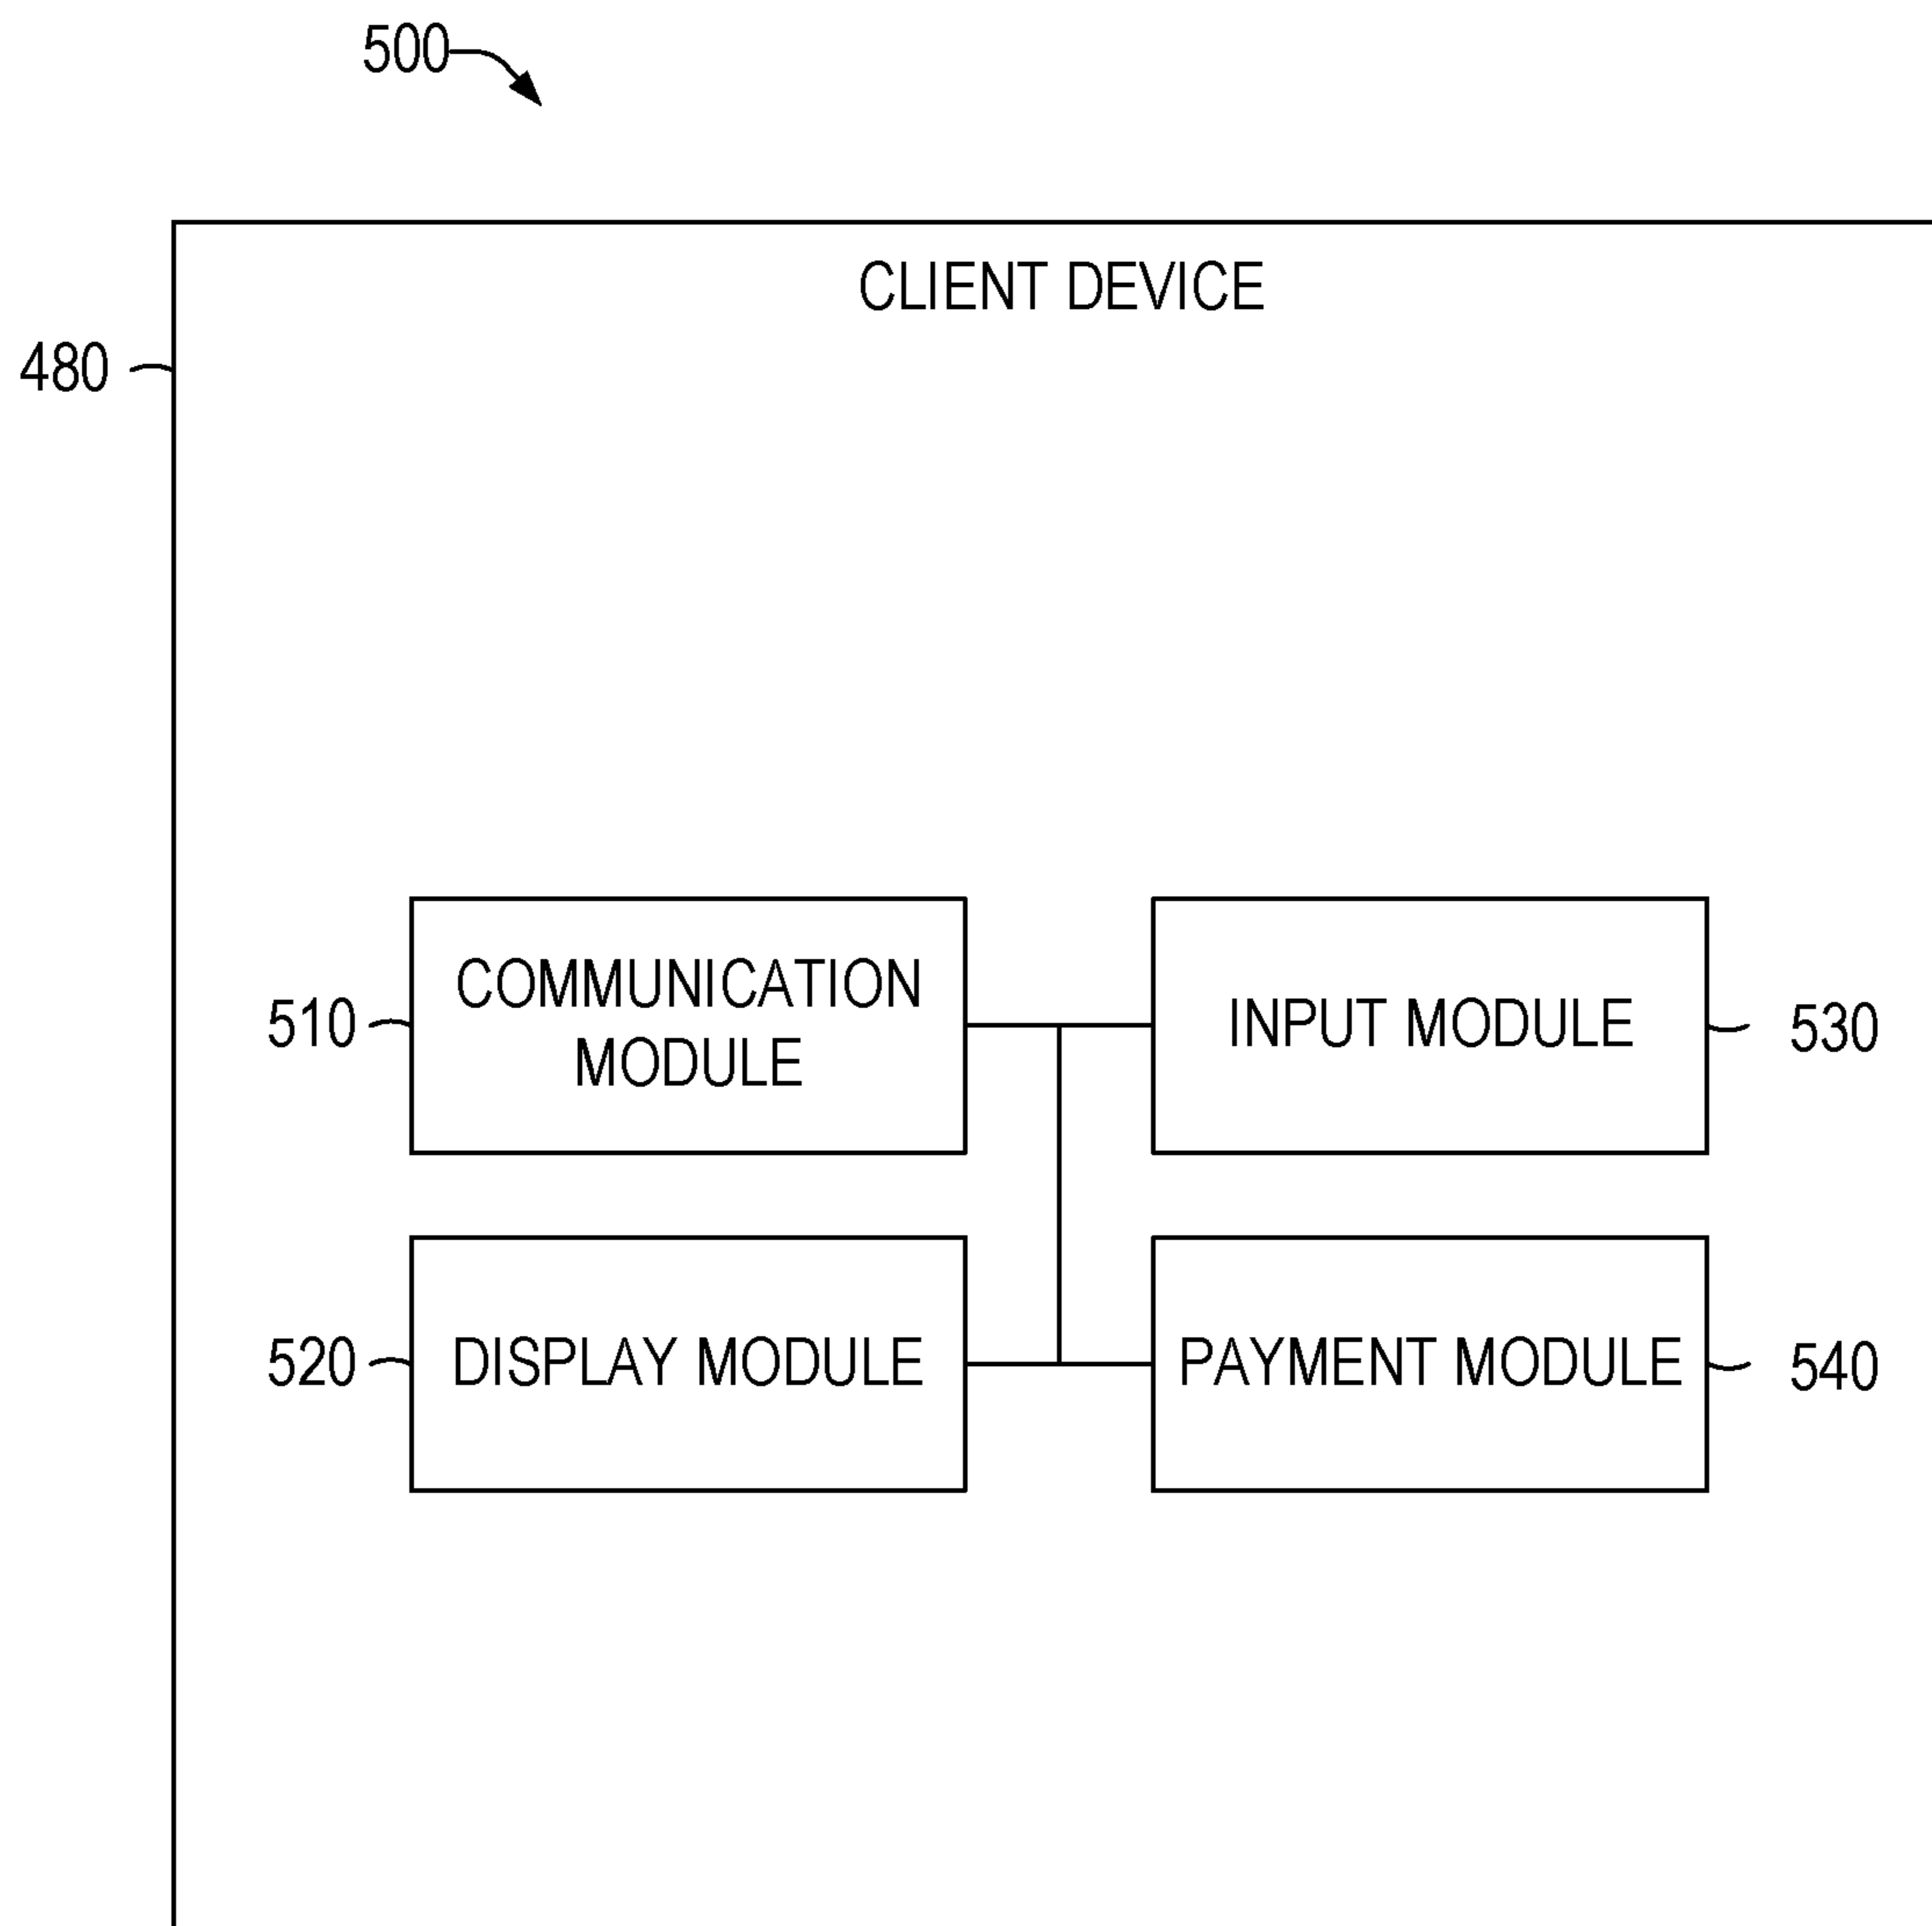 500
CLIENT DEVICE
480
COMMUNICATION
MODULE
510
INPUT MODULE
530
520
DISPLAY MODULE
PAYMENT MODULE
540